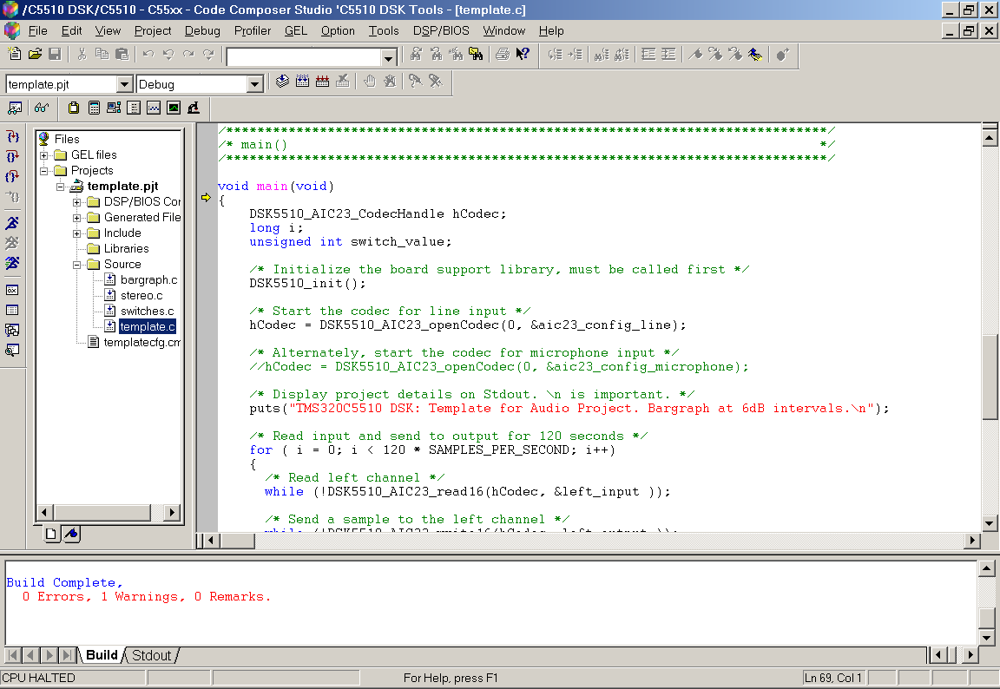 /C5510 DSK/C5510 - C55xx - Code Composer Studio 'C5510 DSK Tools - [template.c]
File Edit View Project Debug Profiler GEL Option Tools DSP/BIOS Window Help
template.pjt Debug
Files
GEL files
Projects
template.pjt
DSP/BIOS Cor
Generated File
Include
Libraries
Source
bargraph.c
stereo.c
switches.c
template.c
templatecfg.cm
/******************************************************************************/
/* main() */
/******************************************************************************/
void main(void)
{
DSK5510_AIC23_CodecHandle hCodec;
long i;
unsigned int switch_value;
/* Initialize the board support library, must be called first */
DSK5510_init();
/* Start the codec for line input */
hCodec = DSK5510_AIC23_openCodec(0, &aic23_config_line);
/* Alternately, start the codec for microphone input */
//hCodec = DSK5510_AIC23_openCodec(0, &aic23_config_microphone);
/* Display project details on Stdout. \n is important. */
puts("TMS320C5510 DSK: Template for Audio Project. Bargraph at 6dB intervals.\n");
/* Read input and send to output for 120 seconds */
for ( i = 0; i < 120 * SAMPLES_PER_SECOND; i++)
{
/* Read left channel */
while (!DSK5510_AIC23_read16(hCodec, &left_input ));
/* Send a sample to the left channel */
while (!DSK5510_AIC23_write16(hCodec, left_output ));
Build Complete,
0 Errors, 1 Warnings, 0 Remarks.
Build Stdout
CPU HALTED For Help, press F1 Ln 69, Col 1